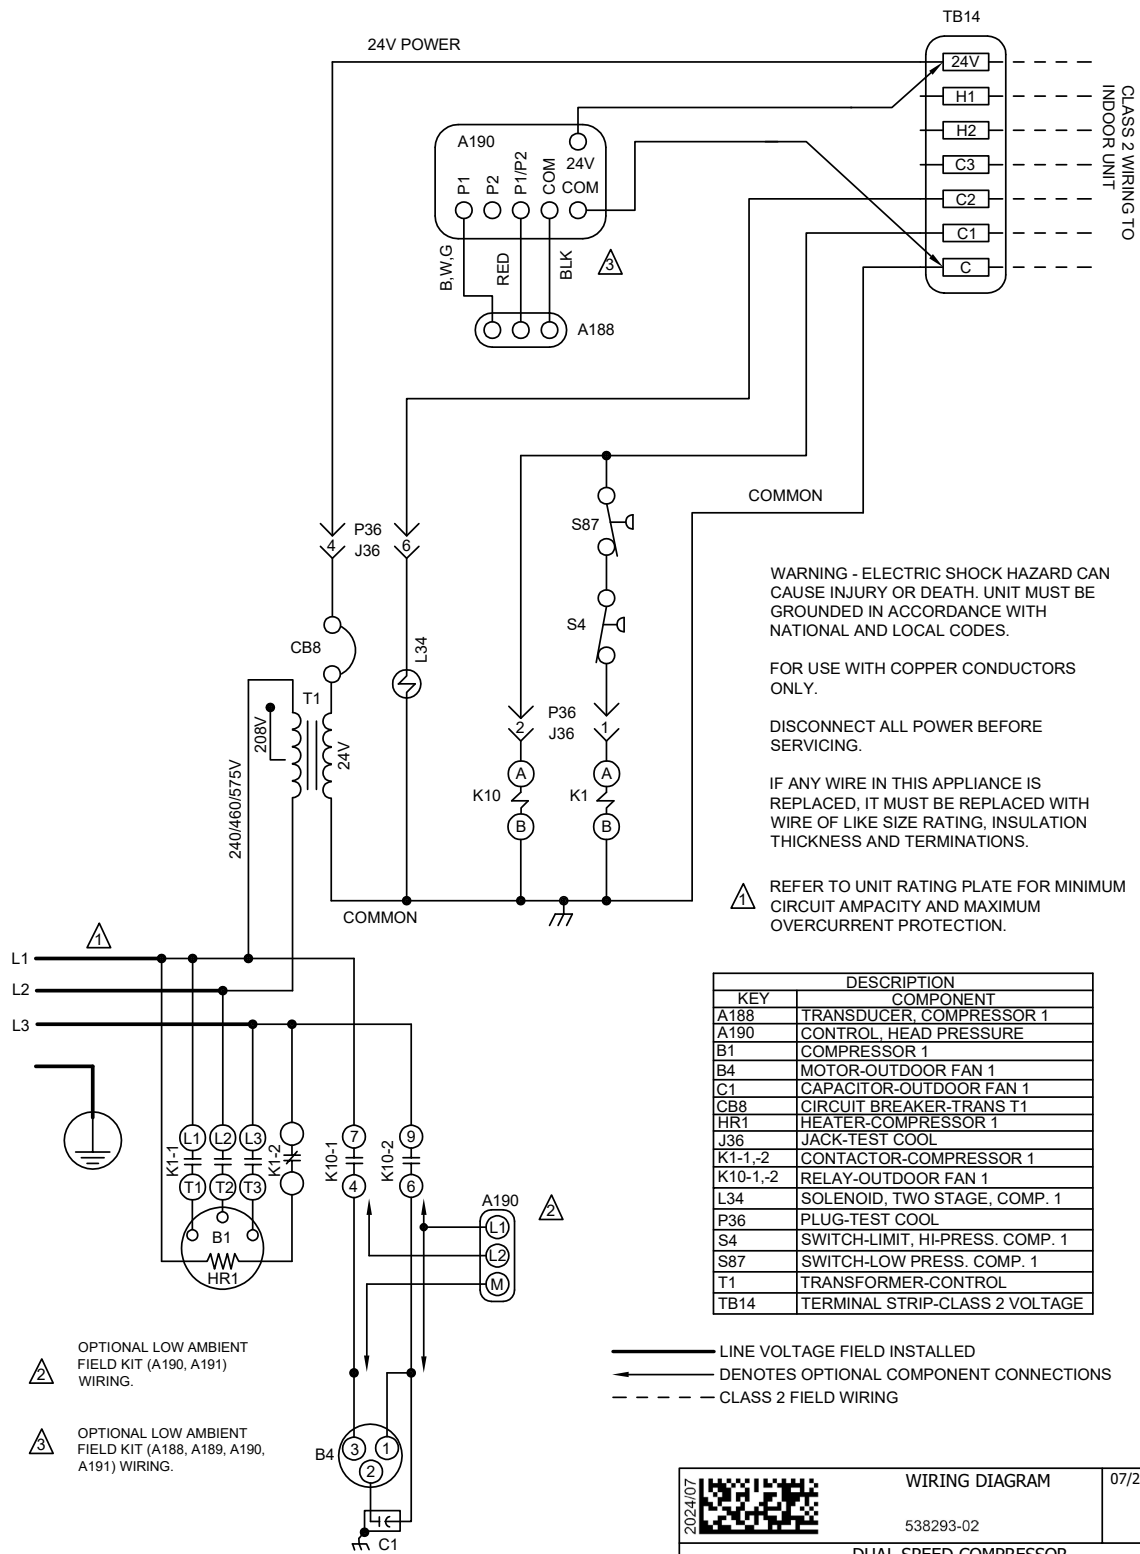 TB14
24V POWER
24V
H1
H2
C3
C2
C1
C
CLASS 2 WIRING TO
INDOOR UNIT
A190
24V
P1
P2
P1/P2
COM
COM
B,W,G
RED
BLK
3
A188
COMMON
S87
P36
J36
4
6
S4
CB8
L34
T1
P36
J36
2
1
208V
24V
240/460/575V
A
A
K10
K1
B
B
COMMON
WARNING - ELECTRIC SHOCK HAZARD CAN
CAUSE INJURY OR DEATH. UNIT MUST BE
GROUNDED IN ACCORDANCE WITH
NATIONAL AND LOCAL CODES.
FOR USE WITH COPPER CONDUCTORS
ONLY.
DISCONNECT ALL POWER BEFORE
SERVICING.
IF ANY WIRE IN THIS APPLIANCE IS
REPLACED, IT MUST BE REPLACED WITH
WIRE OF LIKE SIZE RATING, INSULATION
THICKNESS AND TERMINATIONS.
1
REFER TO UNIT RATING PLATE FOR MINIMUM
CIRCUIT AMPACITY AND MAXIMUM
OVERCURRENT PROTECTION.
1
L1
L2
L3
DESCRIPTION
KEY COMPONENT
A188 TRANSDUCER, COMPRESSOR 1
A190 CONTROL, HEAD PRESSURE
B1 COMPRESSOR 1
B4 MOTOR-OUTDOOR FAN 1
C1 CAPACITOR-OUTDOOR FAN 1
CB8 CIRCUIT BREAKER-TRANS T1
HR1 HEATER-COMPRESSOR 1
J36 JACK-TEST COOL
K1-1,-2 CONTACTOR-COMPRESSOR 1
K10-1,-2 RELAY-OUTDOOR FAN 1
L34 SOLENOID, TWO STAGE, COMP. 1
P36 PLUG-TEST COOL
S4 SWITCH-LIMIT, HI-PRESS. COMP. 1
S87 SWITCH-LOW PRESS. COMP. 1
T1 TRANSFORMER-CONTROL
TB14 TERMINAL STRIP-CLASS 2 VOLTAGE
K1-1
L1
L2
L3
K1-2
K10-1
7
K10-2
9
T1
T2
T3
4
6
B1
HR1
A190
2
L1
L2
M
2
OPTIONAL LOW AMBIENT
FIELD KIT (A190, A191)
WIRING.
3
OPTIONAL LOW AMBIENT
FIELD KIT (A188, A189, A190,
A191) WIRING.
LINE VOLTAGE FIELD INSTALLED
DENOTES OPTIONAL COMPONENT CONNECTIONS
CLASS 2 FIELD WIRING
B4
3
1
2
C1
2024/07
WIRING DIAGRAM
07/2
538293-02
DUAL SPEED COMPRESSOR